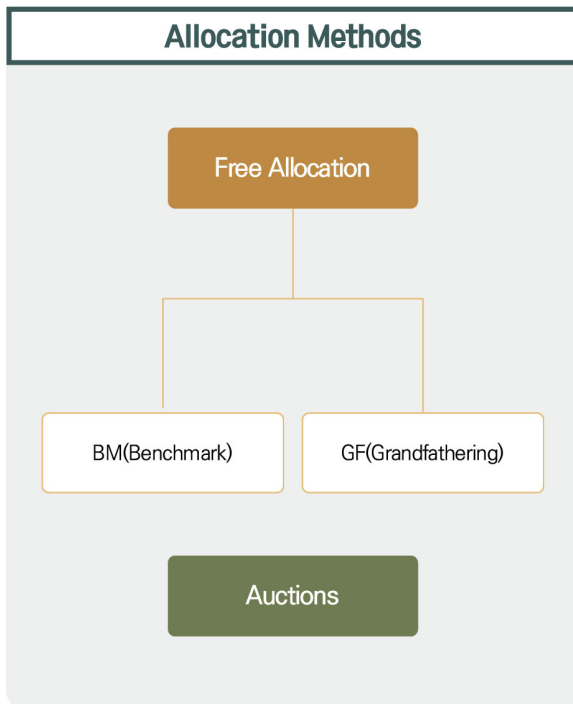 Allocation Methods
Free Allocation
BM(Benchmark)
GF(Grandfathering)
Auctions